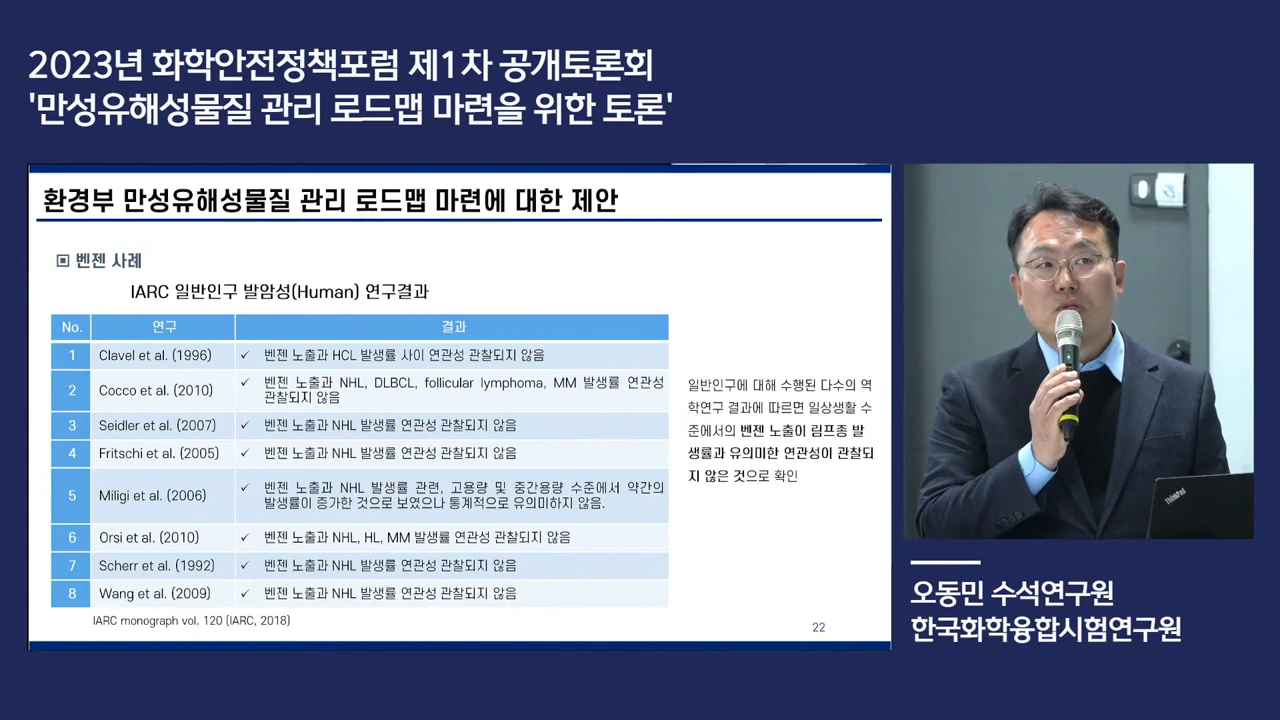 2023년 화학안전정책포럼 제1차 공개토론회
'만성유해성물질 관리 로드맵 마련을 위한 토론'
환경부 만성유해성물질 관리 로드맵 마련에 대한 제안
▣ 벤젠 사례
IARC 일반인구 발암성(Human) 연구결과
No. 연구 결과
1 Clavel et al. (1996) ✓ 벤젠 노출과 HCL 발생률 사이 연관성 관찰되지 않음
2 Cocco et al. (2010) ✓ 벤젠 노출과 NHL, DLBCL, follicular lymphoma, MM 발생률 연관성
관찰되지 않음
3 Seidler et al. (2007) ✓ 벤젠 노출과 NHL 발생률 연관성 관찰되지 않음
4 Fritschi et al. (2005) ✓ 벤젠 노출과 NHL 발생률 연관성 관찰되지 않음
5 Miligi et al. (2006) ✓ 벤젠 노출과 NHL 발생률 관련, 고용량 및 중간용량 수준에서 약간의
발생률이 증가한 것으로 보였으나 통계적으로 유의미하지 않음.
6 Orsi et al. (2010) ✓ 벤젠 노출과 NHL, HL, MM 발생률 연관성 관찰되지 않음
7 Scherr et al. (1992) ✓ 벤젠 노출과 NHL 발생률 연관성 관찰되지 않음
8 Wang et al. (2009) ✓ 벤젠 노출과 NHL 발생률 연관성 관찰되지 않음
IARC monograph vol. 120 (IARC, 2018)
일반인구에 대해 수행된 다수의 역
학연구 결과에 따르면 일상생활 수
준에서의 벤젠 노출이 림프종 발
생률과 유의미한 연관성이 관찰되
지 않은 것으로 확인
22
ThinkPad
오동민 수석연구원
한국화학융합시험연구원